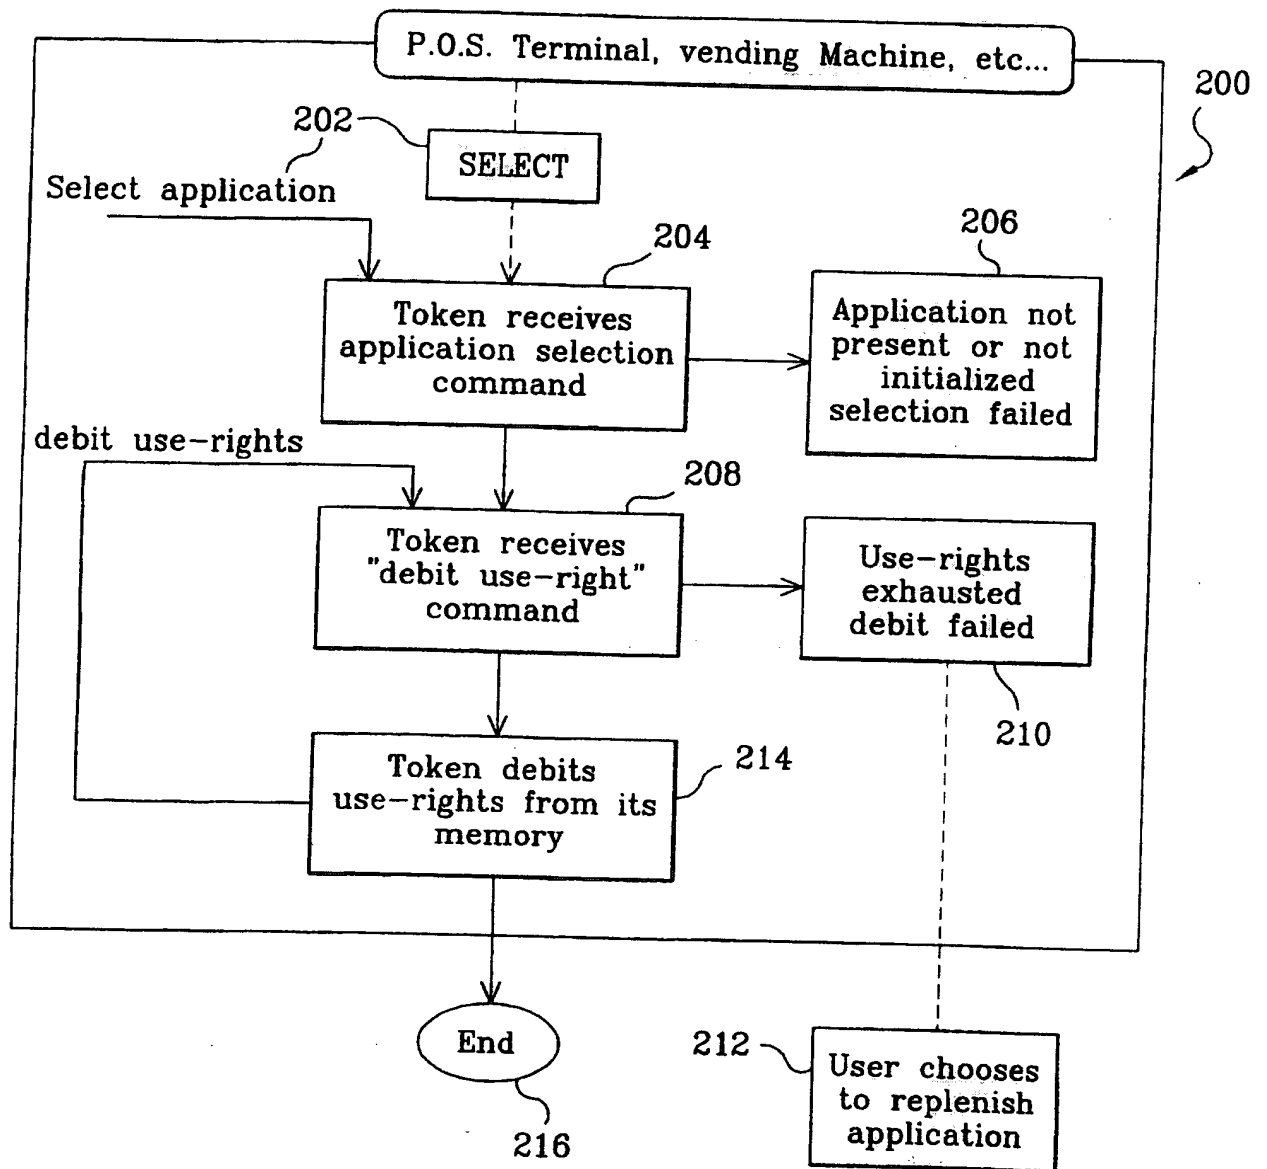 P.O.S. Terminal, vending Machine, etc...
200
202
SELECT
Select application
204
206
Token receives
application selection
command
Application not
present or not
initialized
selection failed
debit use-rights
208
Token receives
"debit use-right"
command
Use-rights
exhausted
debit failed
210
214
Token debits
use-rights from its
memory
End
216
212
User chooses
to replenish
application